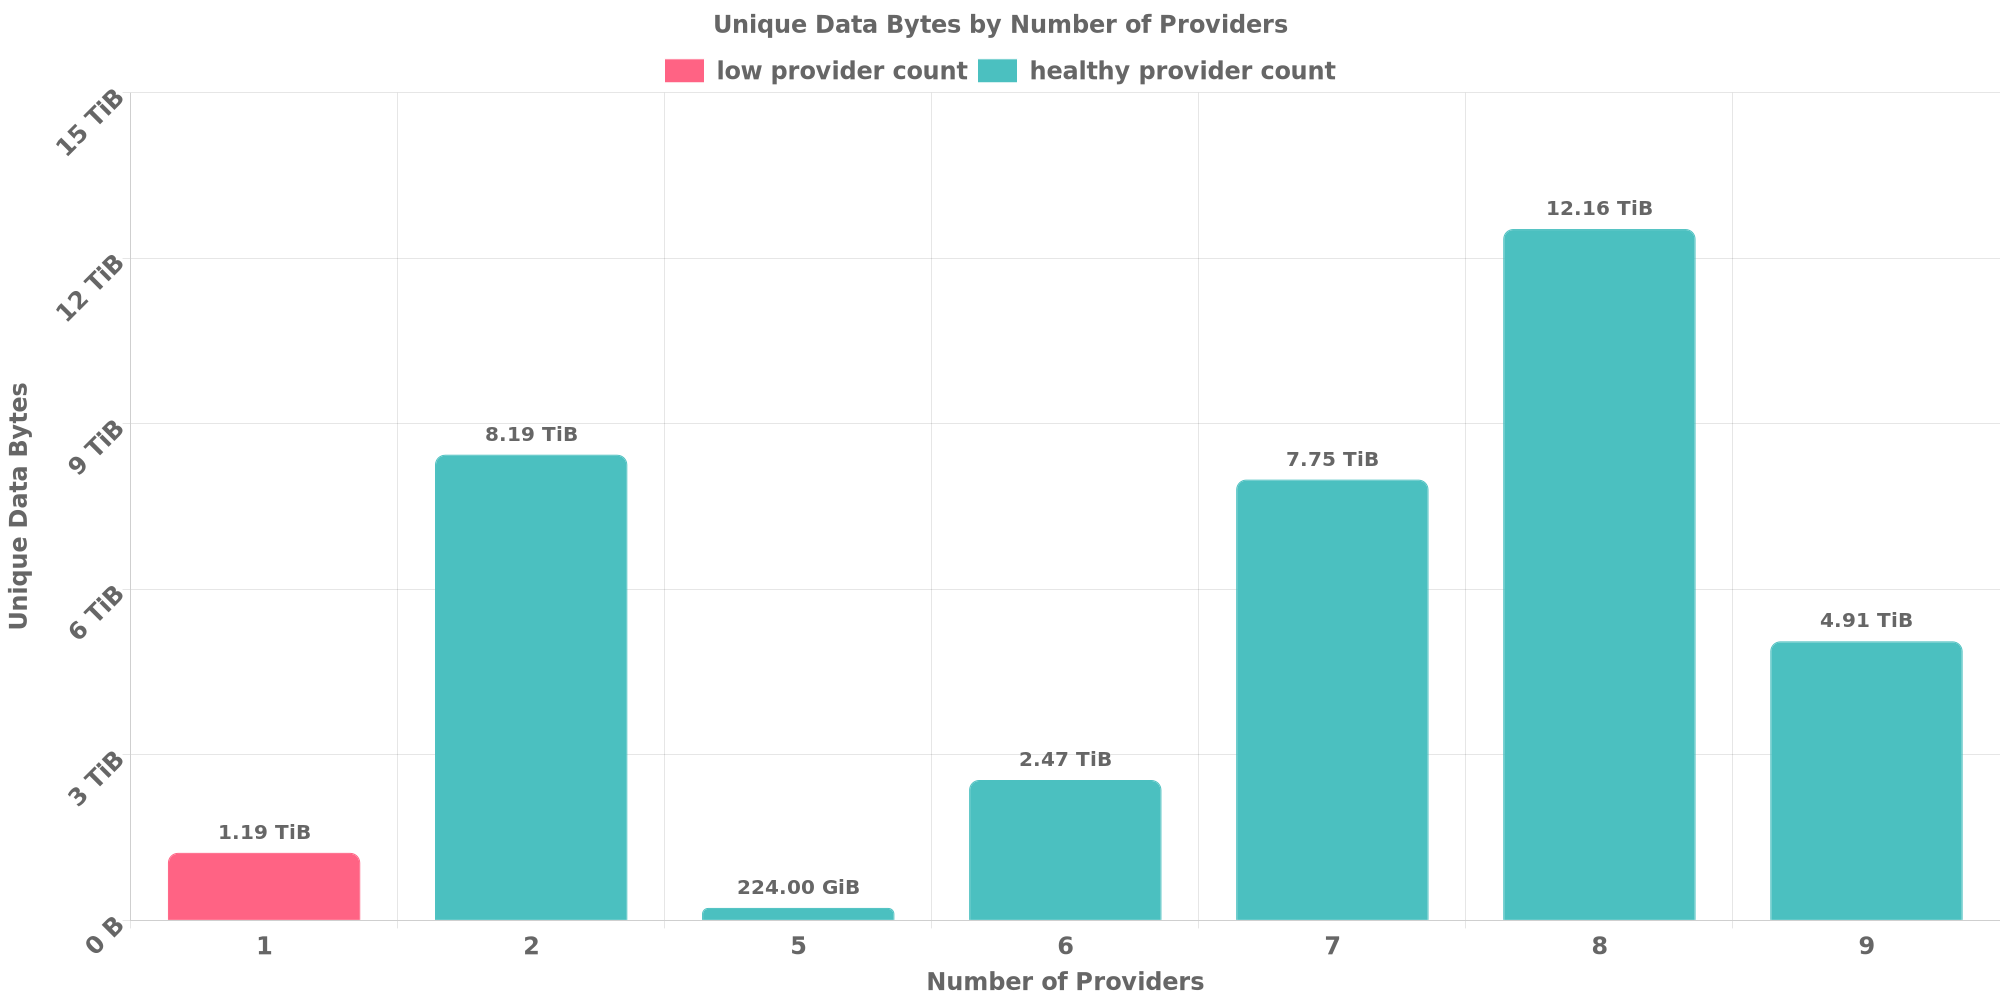 Unique Data Bytes by Number of Providers
low provider count healthy provider count
15 TiB
12 TiB
9 TiB
6 TiB
3 TiB
0 B
Unique Data Bytes
1.19 TiB
8.19 TiB
224.00 GiB
2.47 TiB
7.75 TiB
12.16 TiB
4.91 TiB
1 2 5 6 7 8 9
Number of Providers